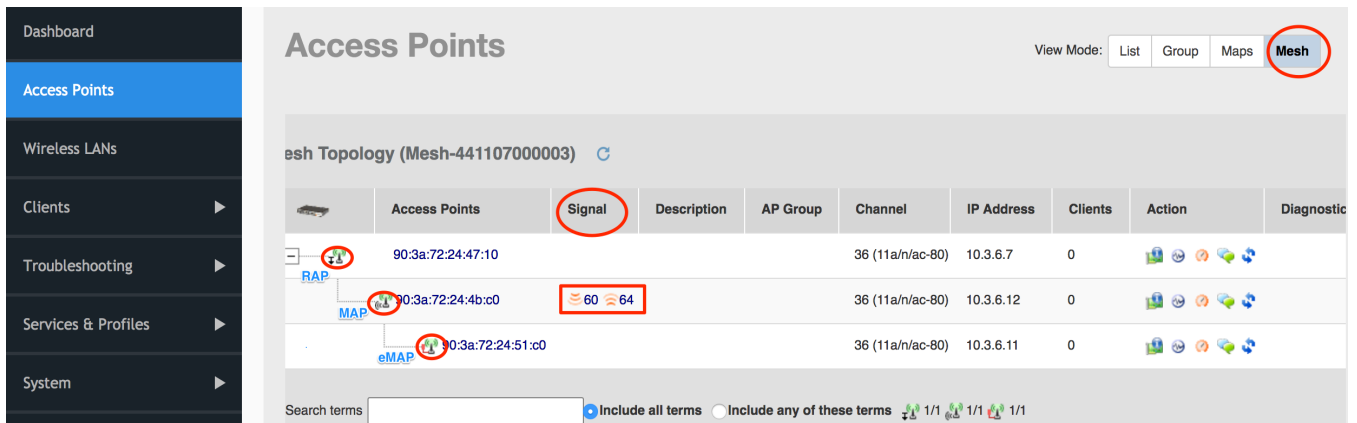 Dashboard
Access Points
Wireless LANs
Clients
Troubleshooting
Services & Profiles
System
Access Points
View Mode: List Group Maps Mesh
esh Topology (Mesh-441107000003)
Access Points Signal Description AP Group Channel IP Address Clients Action Diagnostic
90:3a:72:24:47:10 36 (11a/n/ac-80) 10.3.6.7 0
RAP
90:3a:72:24:4b:c0 60 64 36 (11a/n/ac-80) 10.3.6.12 0
MAP
90:3a:72:24:51:c0 36 (11a/n/ac-80) 10.3.6.11 0
eMAP
Search terms Include all terms Include any of these terms 1/1 1/1 1/1